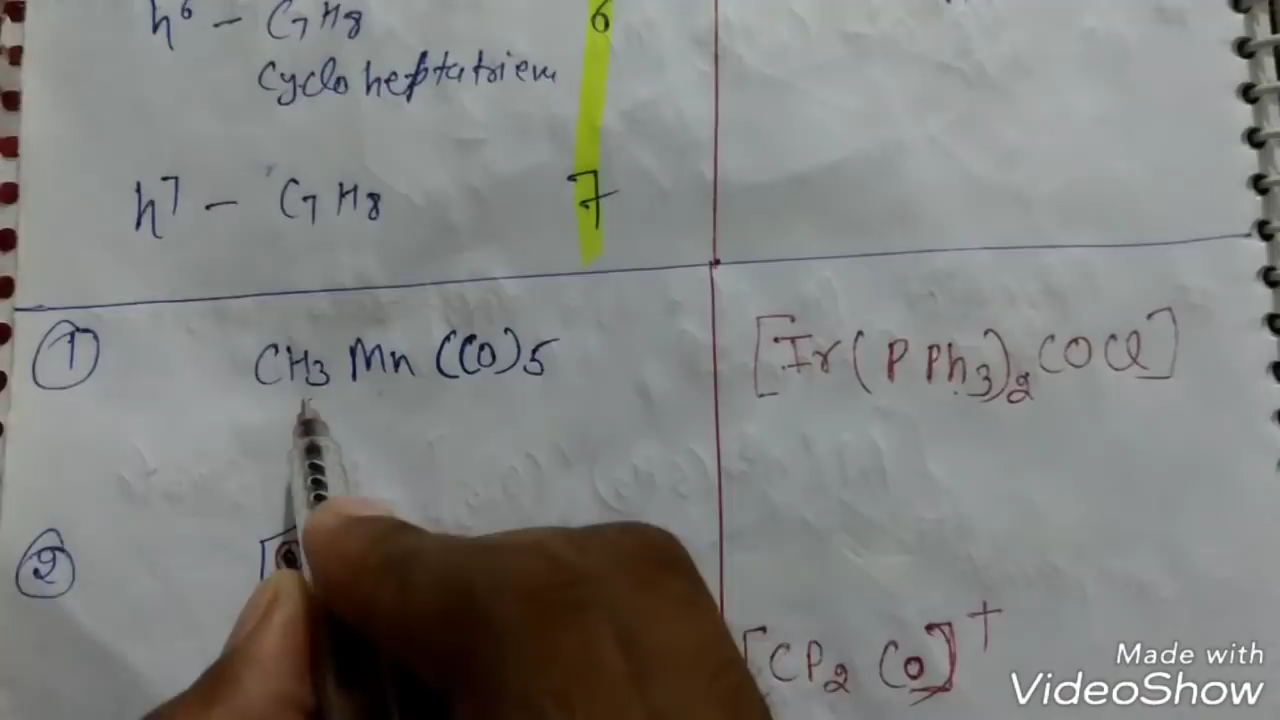 h⁶ - C7H8 6
Cyclo heptatriem
h⁷ - C7H8 7
① CH3 Mn (CO)5
[Ir(PPh3)2COCl]
②
[CP2 CO]⁺
Made with
VideoShow